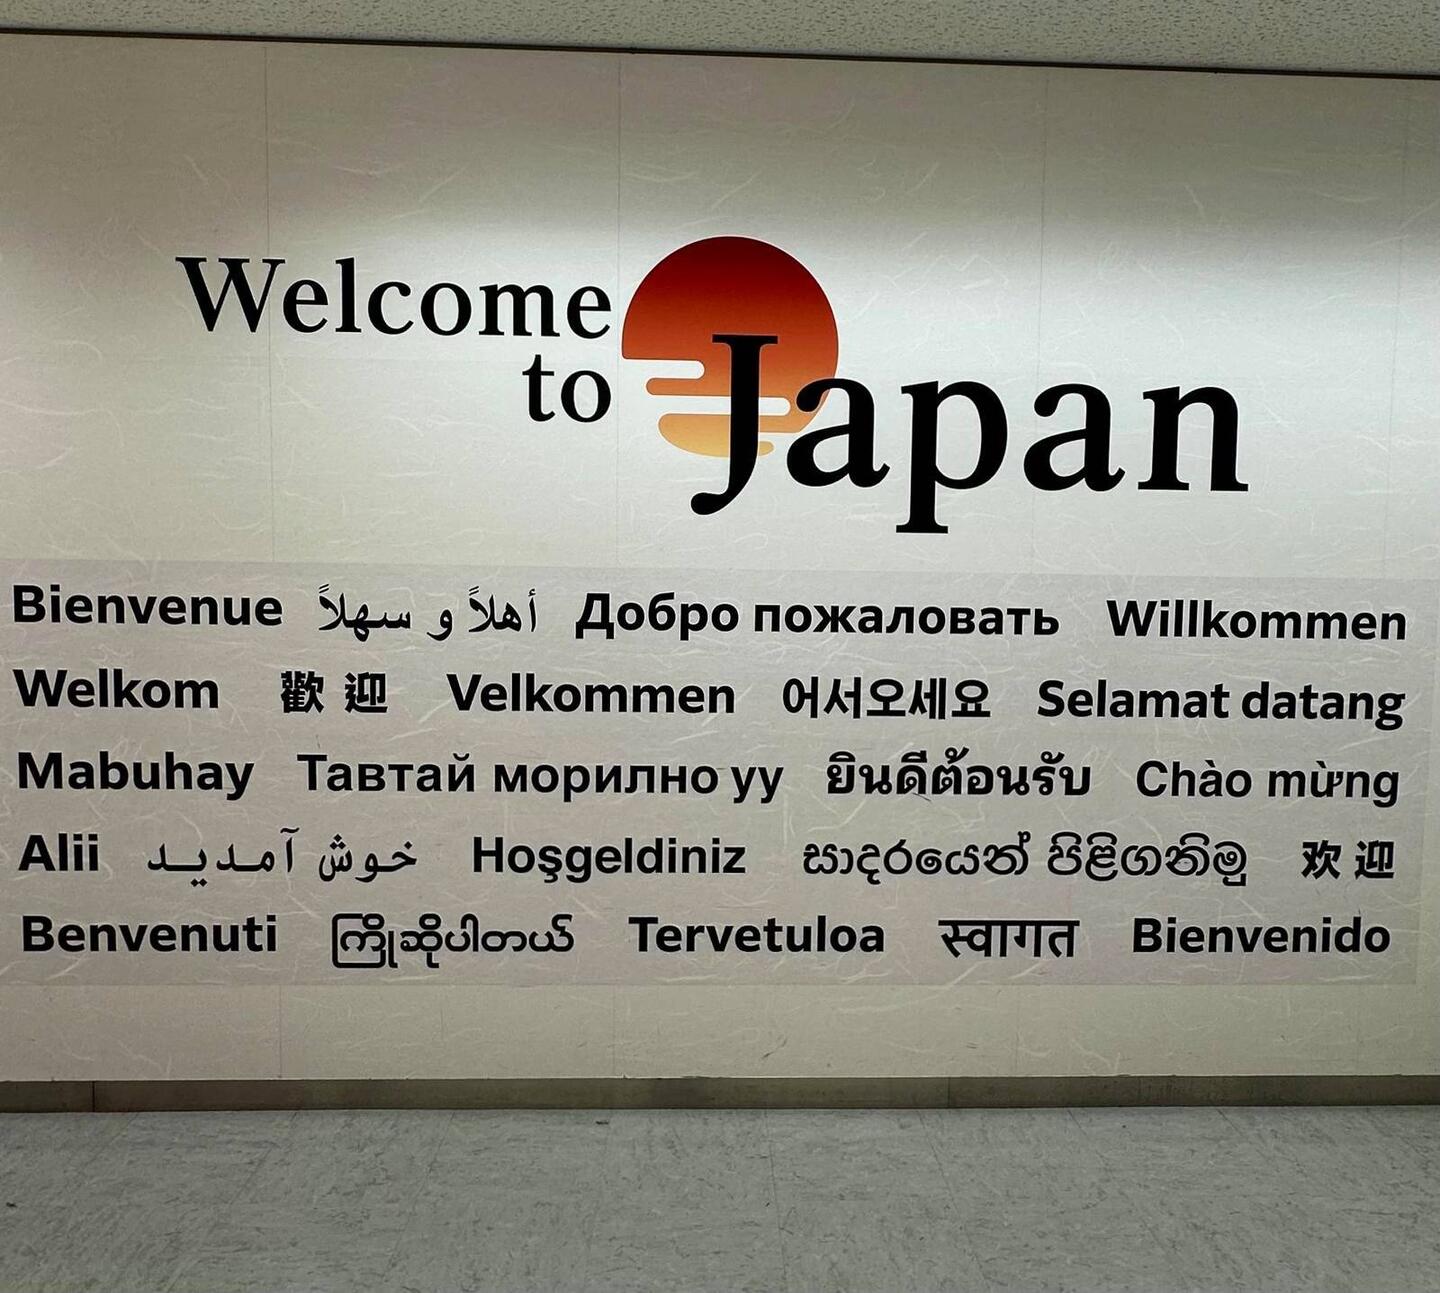 Welcome
to Japan
Bienvenue أهلاً و سهلاً Добро пожаловать Willkommen
Welkom 歡迎 Velkommen 어서오세요 Selamat datang
Mabuhay Тавтай морилно уу ยินดีต้อนรับ Chào mừng
Alii خوش آمدید Hoşgeldiniz සාදරයෙන් පිළිගනිමු 欢迎
Benvenuti ကြိုဆိုပါတယ် Tervetuloa स्वागत Bienvenido